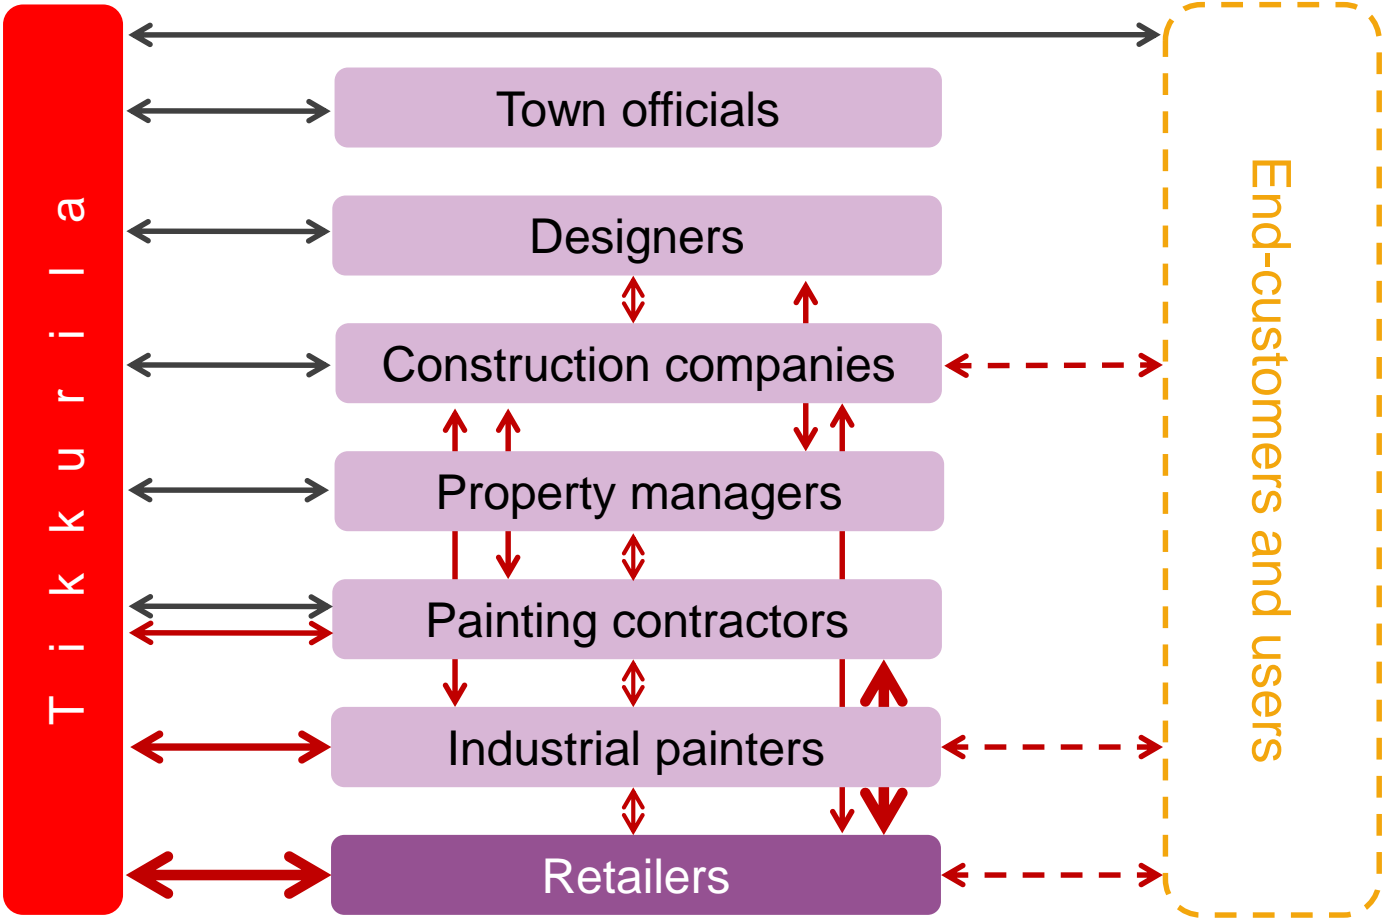 Tikkurila
Town officials
Designers
Construction companies
Property managers
Painting contractors
Industrial painters
Retailers
End-customers and users